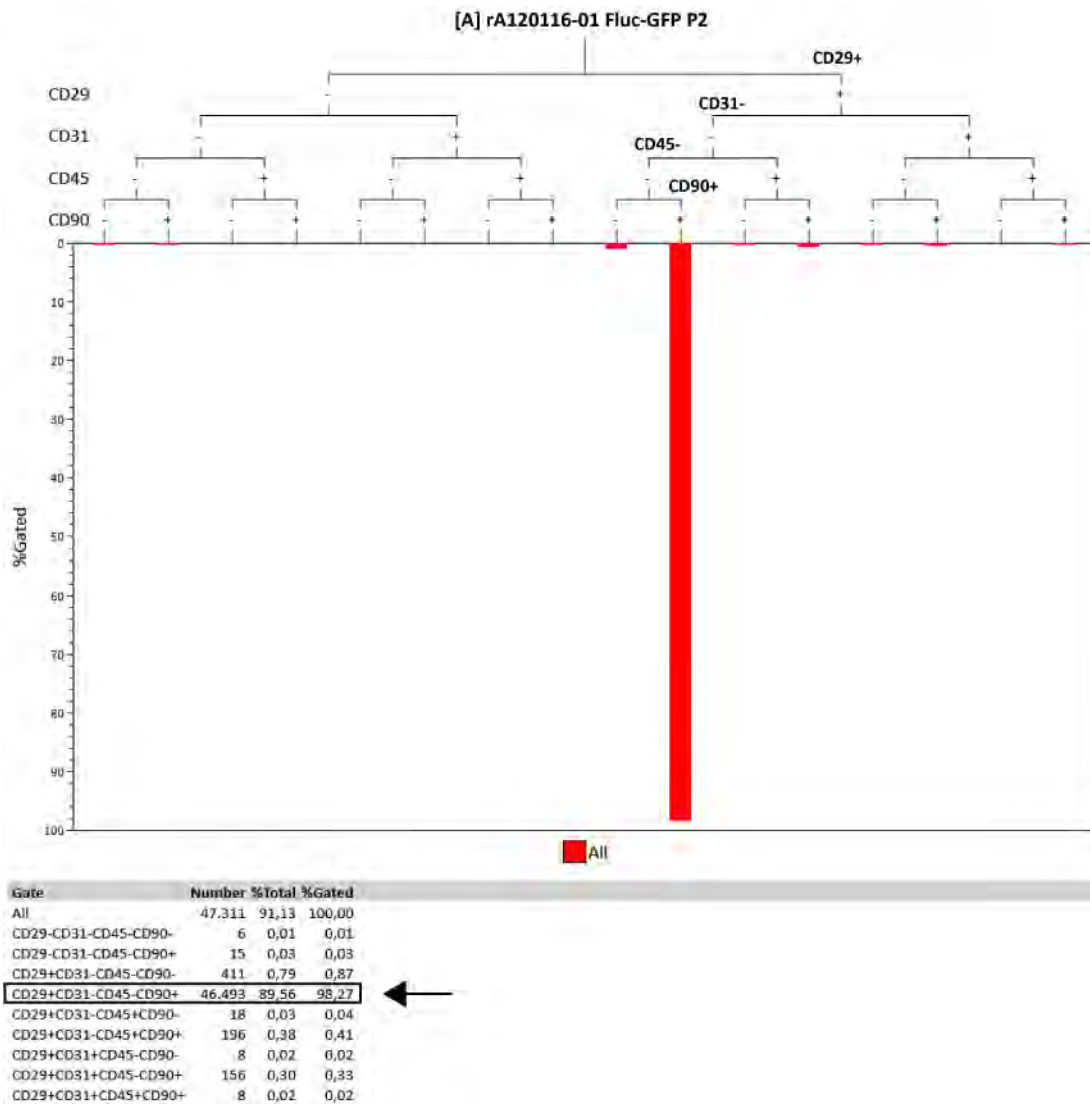 [A] rA120116-01 Fluc-GFP P2
CD29+
CD29 - +
CD31-
CD31 - + - +
CD45-
CD45 - + - + - + - +
CD90+
CD90 - + - + - + - + - + - + - + - +
0
10
20
30
40
50
60
70
80
90
100
%Gated
All
Gate Number %Total %Gated
All 47.311 91,13 100,00
CD29-CD31-CD45-CD90- 6 0,01 0,01
CD29-CD31-CD45-CD90+ 15 0,03 0,03
CD29+CD31-CD45-CD90- 411 0,79 0,87
CD29+CD31-CD45-CD90+ 46.493 89,56 98,27
CD29+CD31-CD45+CD90- 18 0,03 0,04
CD29+CD31-CD45+CD90+ 196 0,38 0,41
CD29+CD31+CD45-CD90- 8 0,02 0,02
CD29+CD31+CD45-CD90+ 156 0,30 0,33
CD29+CD31+CD45+CD90+ 8 0,02 0,02